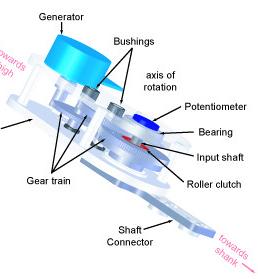 Generator
Bushings
towards
thigh
axis of
rotation
Potentiometer
Bearing
Input shaft
Gear train
Roller clutch
Shaft
Connector
towards
shank